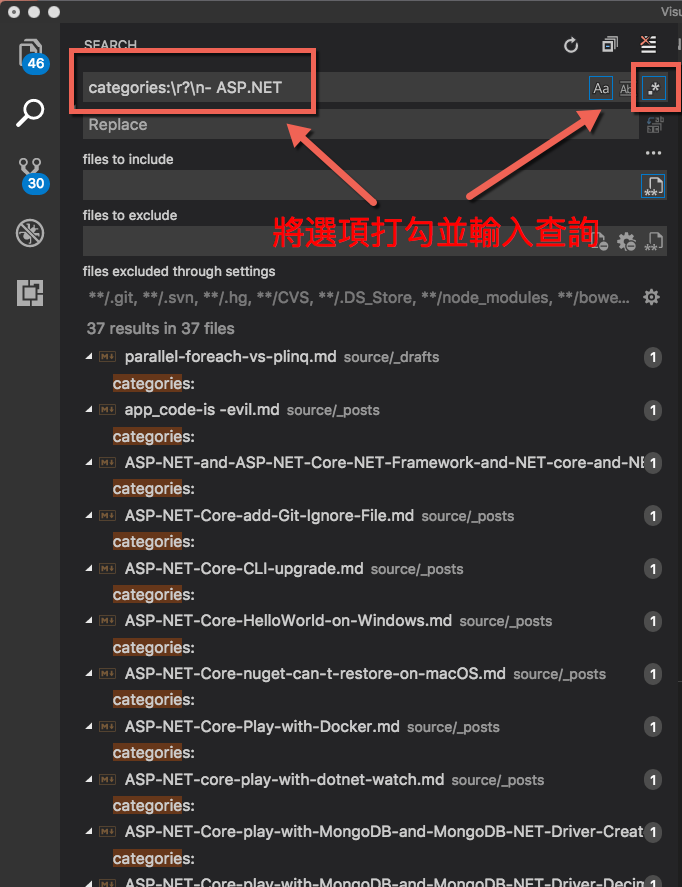 Visu
46
SEARCH
categories:\r?\n- ASP.NET
Aa
Ab
.*
Replace
files to include
30
files to exclude
將選項打勾並輸入查詢
files excluded through settings
**/.git, **/.svn, **/.hg, **/CVS, **/.DS_Store, **/node_modules, **/bowe...
37 results in 37 files
parallel-foreach-vs-plinq.md source/_drafts 1
categories:
app_code-is -evil.md source/_posts 1
categories:
ASP-NET-and-ASP-NET-Core-NET-Framework-and-NET-core-and-NE 1
categories:
ASP-NET-Core-add-Git-Ignore-File.md source/_posts 1
categories:
ASP-NET-Core-CLI-upgrade.md source/_posts 1
categories:
ASP-NET-Core-HelloWorld-on-Windows.md source/_posts 1
categories:
ASP-NET-Core-nuget-can-t-restore-on-macOS.md source/_posts 1
categories:
ASP-NET-Core-Play-with-Docker.md source/_posts 1
categories:
ASP-NET-core-play-with-dotnet-watch.md source/_posts 1
categories:
ASP-NET-Core-play-with-MongoDB-and-MongoDB-NET-Driver-Creat 1
categories:
ASP-NET-Core-play-with-MongoDB-and-MongoDB-NET-Driver-Decim